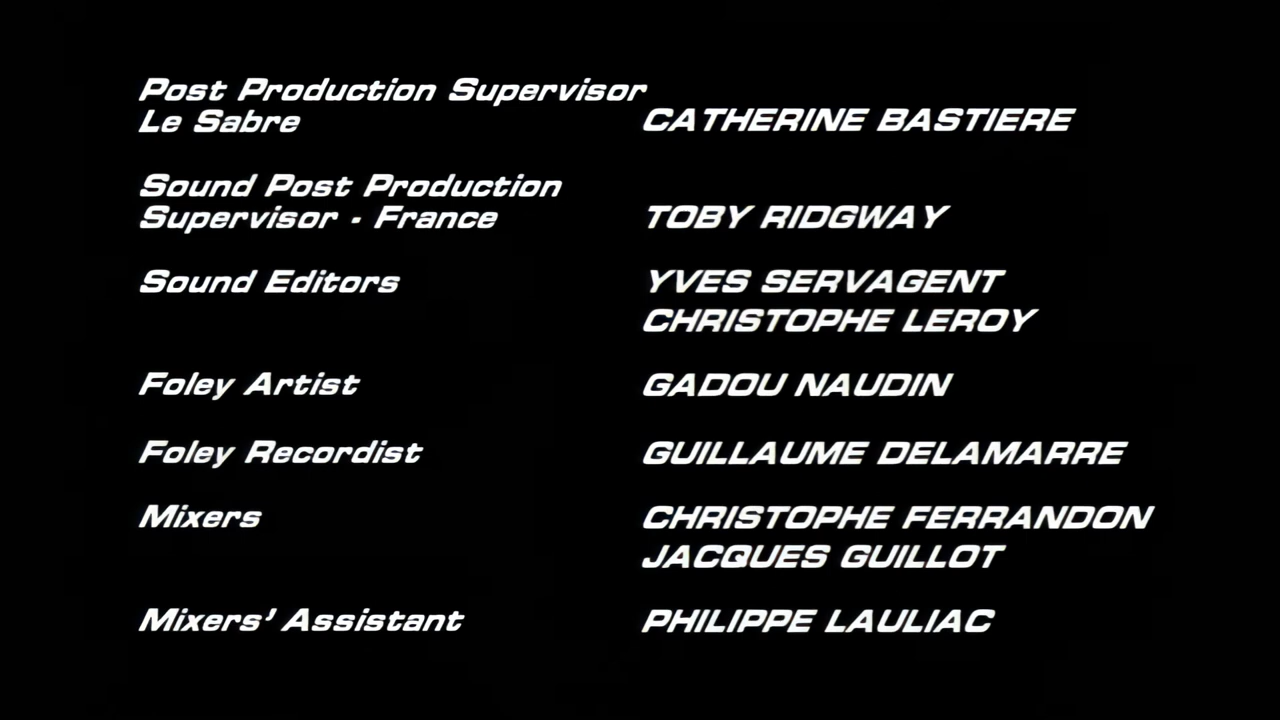 Post Production Supervisor
Le Sabre CATHERINE BASTIERE
Sound Post Production
Supervisor - France TOBY RIDGWAY
Sound Editors YVES SERVAGENT
CHRISTOPHE LEROY
Foley Artist GADOU NAUDIN
Foley Recordist GUILLAUME DELAMARRE
Mixers CHRISTOPHE FERRANDON
JACQUES GUILLOT
Mixers' Assistant PHILIPPE LAULIAC